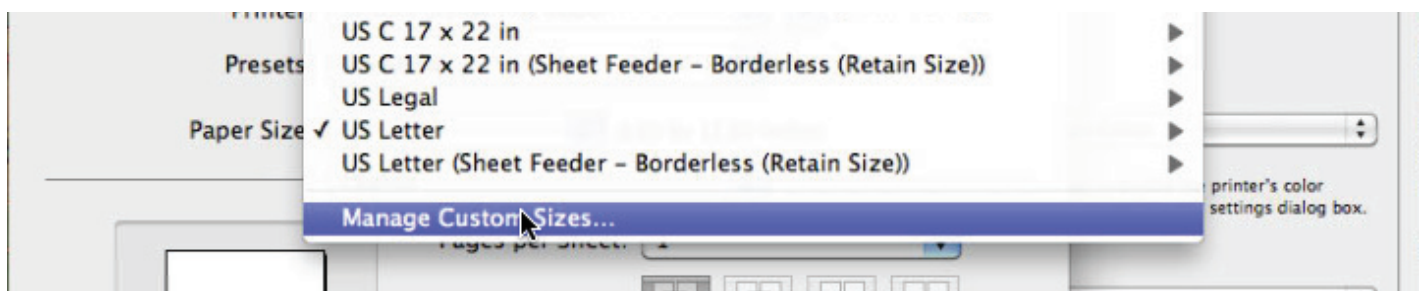 Printer
US C 17 x 22 in
Presets
US C 17 x 22 in (Sheet Feeder – Borderless (Retain Size))
US Legal
Paper Size ✓ US Letter
US Letter (Sheet Feeder – Borderless (Retain Size))
printer's color
settings dialog box.
Manage Custom Sizes...
Pages per Sheet: 1